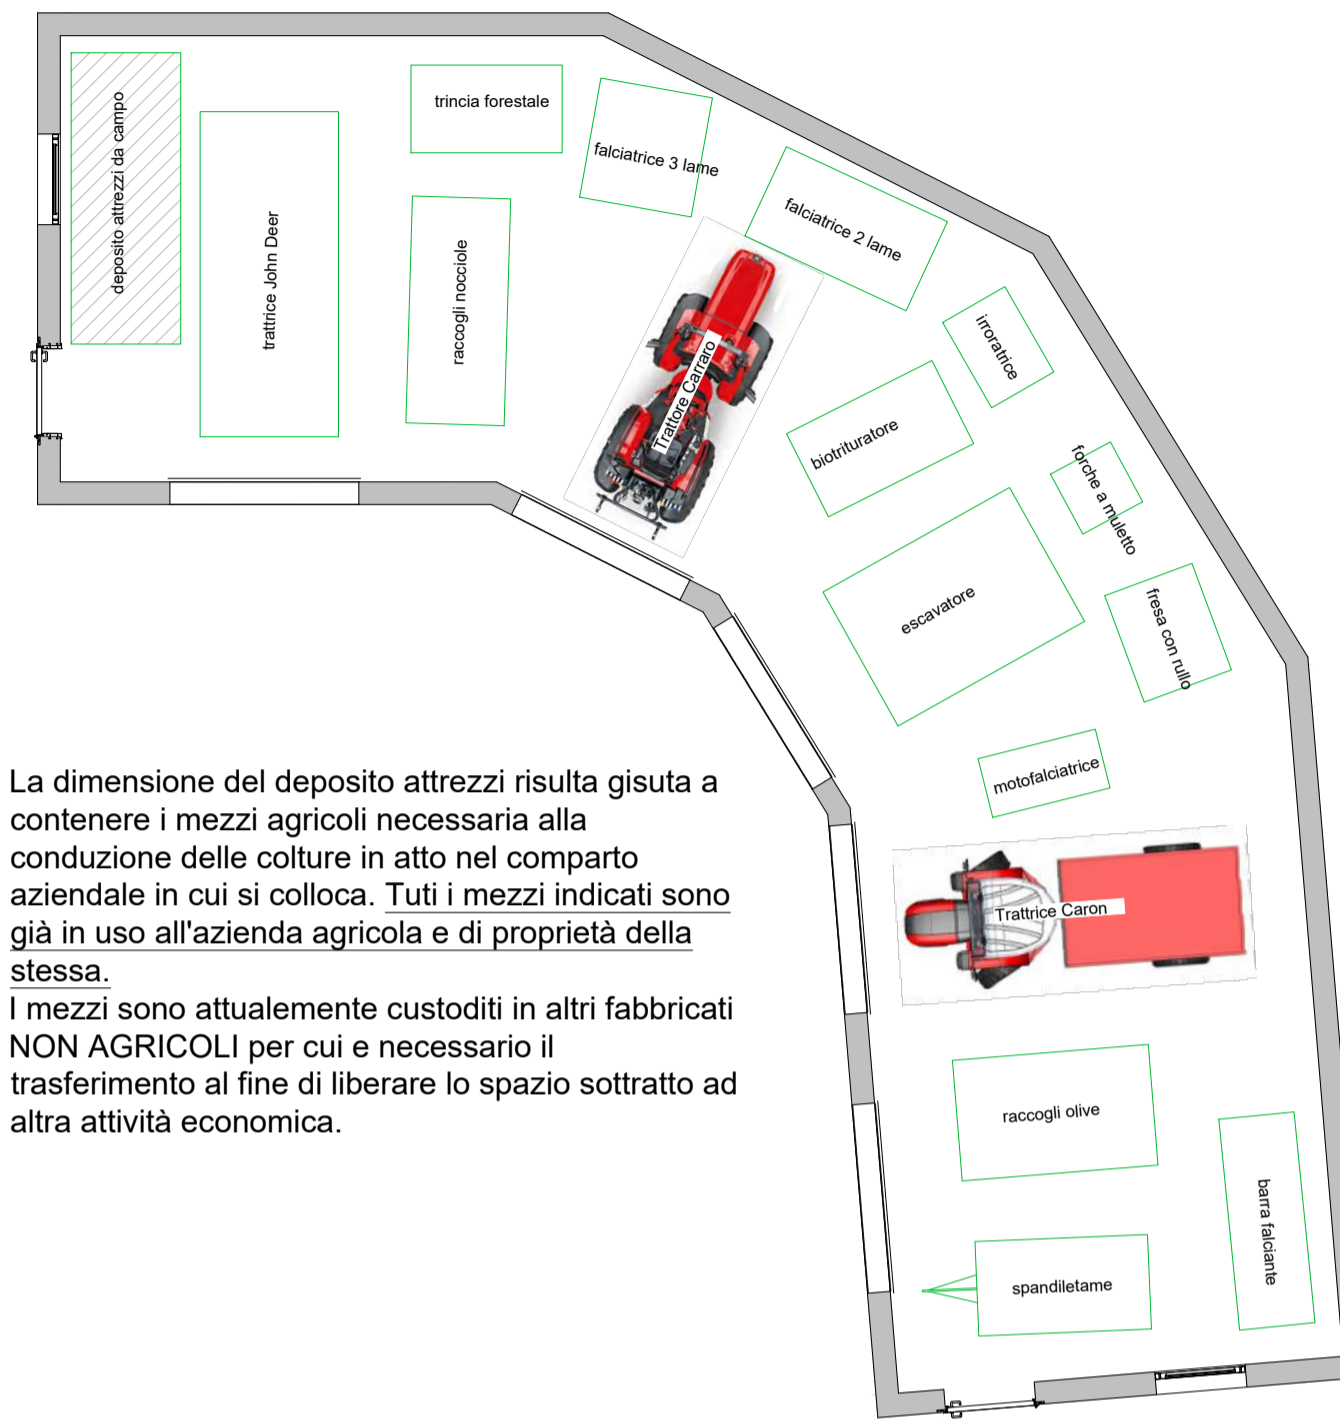 deposito attrezzi da campo
trattrice John Deer
trincia forestale
raccogli nocciole
falciatrice 3 lame
falciatrice 2 lame
Trattore Carraro
irroratrice
biotrituratore
forche a muletto
escavatore
fresa con rullo
motofalciatrice
Trattrice Caron
raccogli olive
barra falciante
spandiletame
La dimensione del deposito attrezzi risulta gisuta a
contenere i mezzi agricoli necessaria alla
conduzione delle colture in atto nel comparto
aziendale in cui si colloca. Tuti i mezzi indicati sono
già in uso all'azienda agricola e di proprietà della
stessa.
I mezzi sono attualemente custoditi in altri fabbricati
NON AGRICOLI per cui e necessario il
trasferimento al fine di liberare lo spazio sottratto ad
altra attività economica.